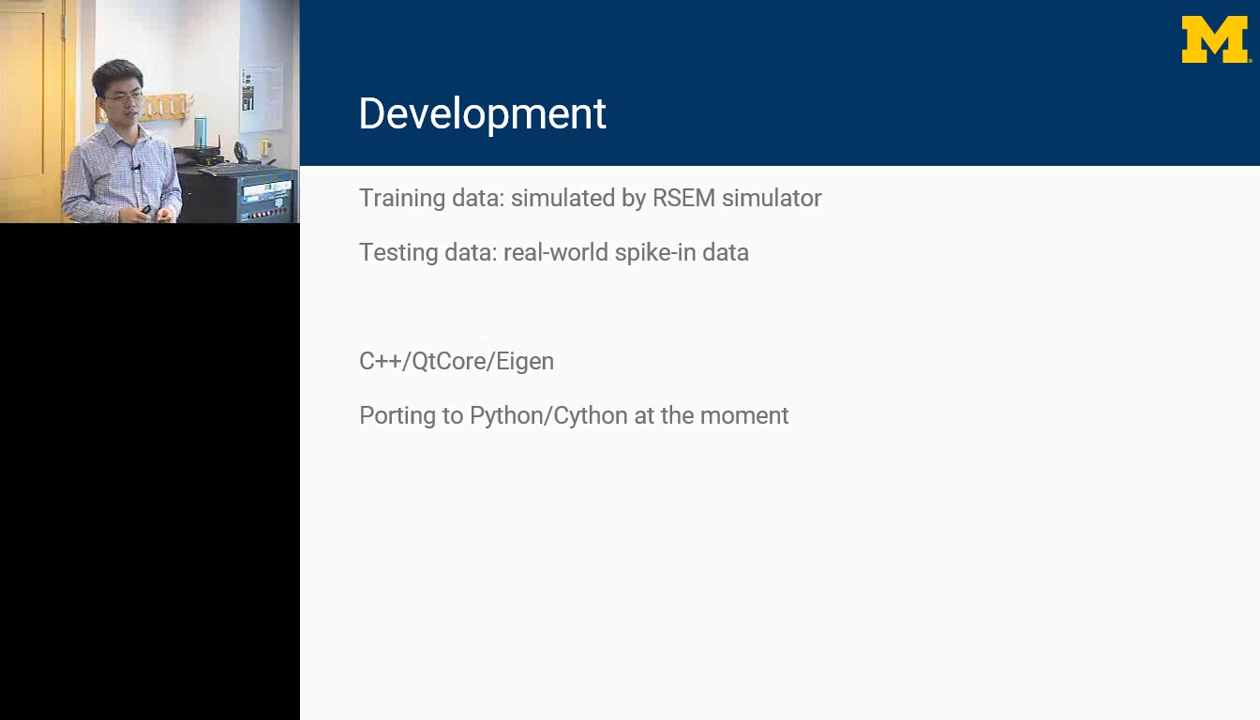 M
Development
Training data: simulated by RSEM simulator
Testing data: real-world spike-in data
C++/QtCore/Eigen
Porting to Python/Cython at the moment